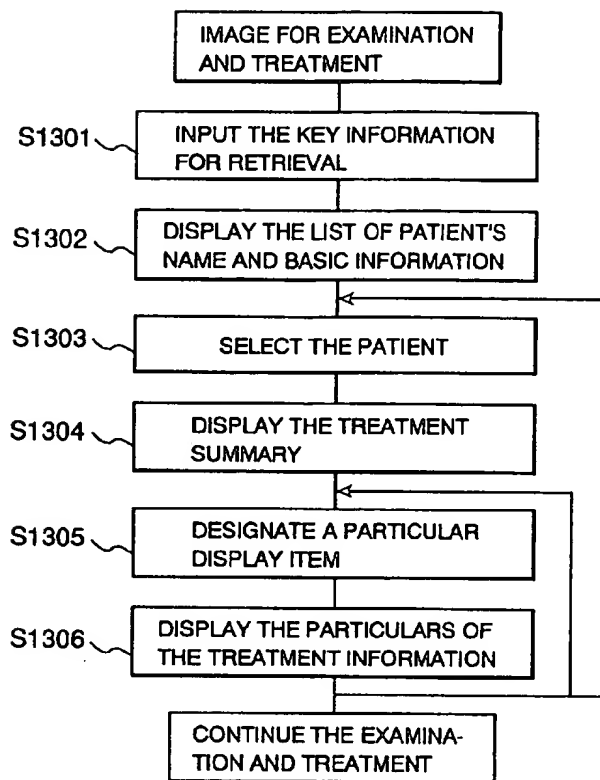 IMAGE FOR EXAMINATION
AND TREATMENT
S1301
INPUT THE KEY INFORMATION
FOR RETRIEVAL
S1302
DISPLAY THE LIST OF PATIENT'S
NAME AND BASIC INFORMATION
S1303
SELECT THE PATIENT
S1304
DISPLAY THE TREATMENT
SUMMARY
S1305
DESIGNATE A PARTICULAR
DISPLAY ITEM
S1306
DISPLAY THE PARTICULARS OF
THE TREATMENT INFORMATION
CONTINUE THE EXAMINA-
TION AND TREATMENT